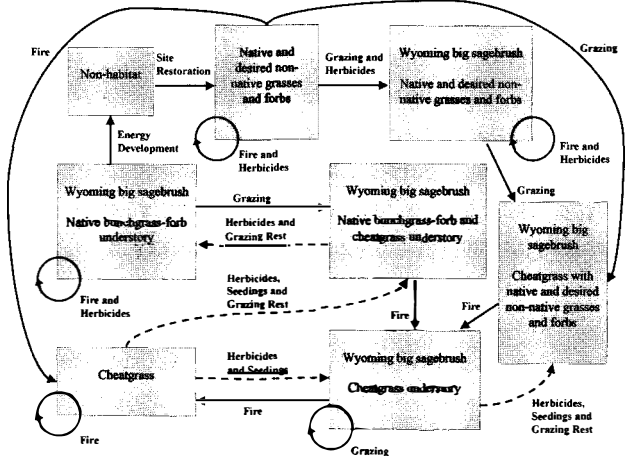 Fire
Non-habitat
Site
Restoration
Native and
desired non-
native grasses
and forbs
Grazing and
Herbicides
Wyoming big sagebrush
Native and desired non-
native grasses and forbs
Grazing
Energy
Development
Fire and
Herbicides
Fire and
Herbicides
Wyoming big sagebrush
Native bunchgrass-forb
understory
Grazing
Herbicides and
Grazing Rest
Wyoming big sagebrush
Native bunchgrass-forb and
cheatgrass understory
Grazing
Wyoming big
sagebrush
Cheatgrass with
native and desired
non-native grasses
and forbs
Fire and
Herbicides
Herbicides,
Seedings and
Grazing Rest
Fire
Fire
Cheatgrass
Herbicides
and Seedings
Fire
Wyoming big sagebrush
Cheatgrass understory
Herbicides,
Seedings and
Grazing Rest
Fire
Grazing